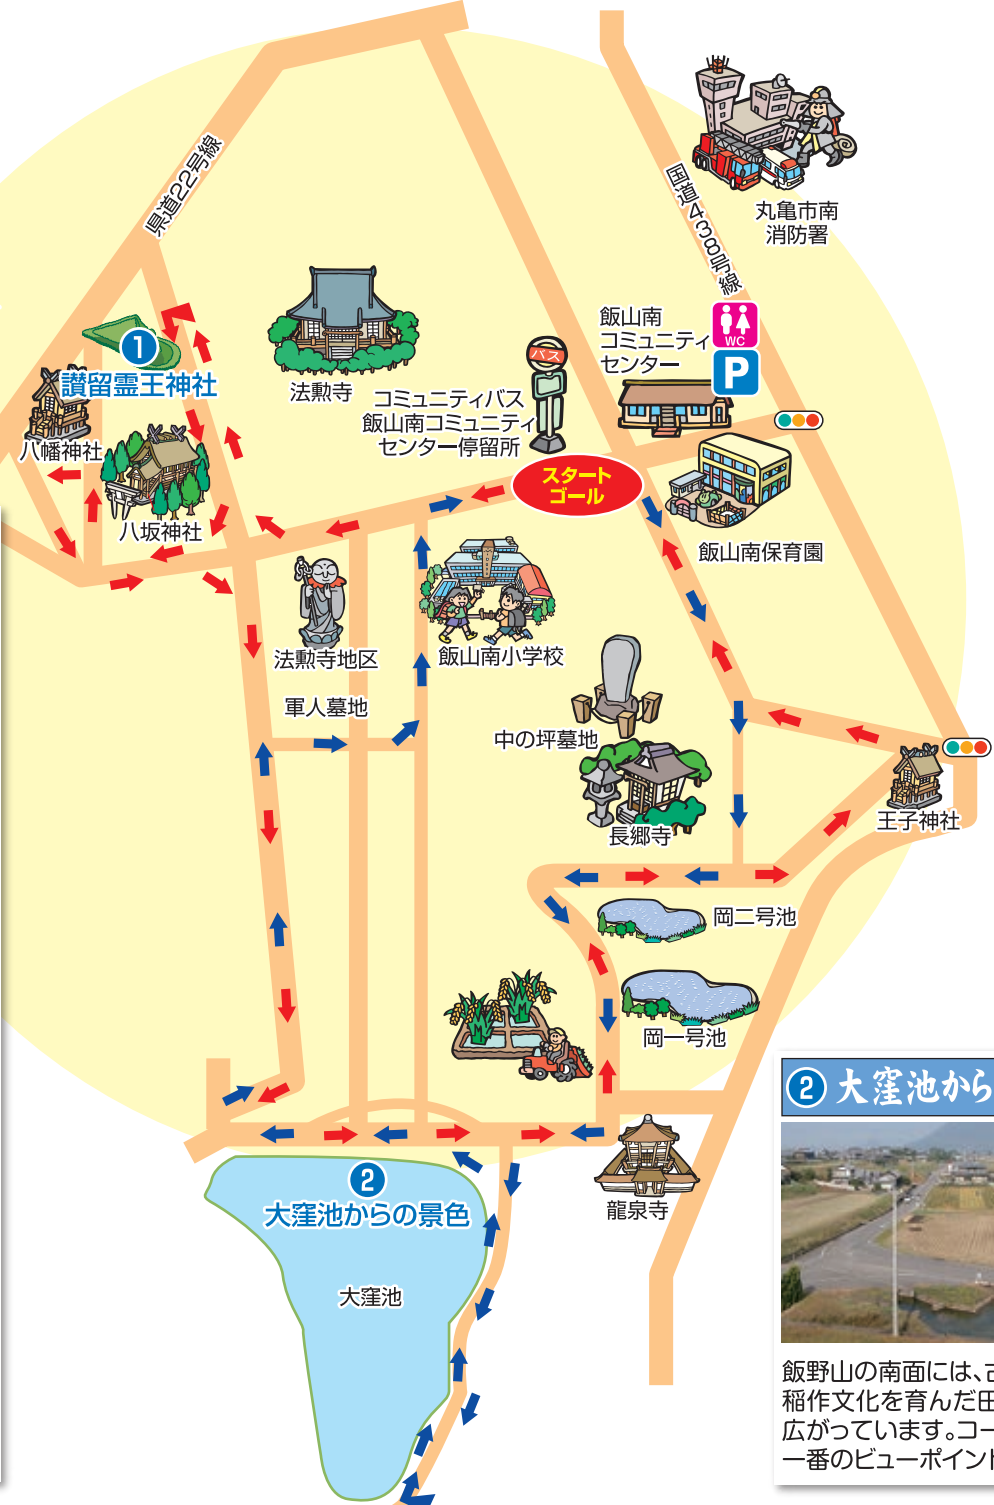 県道22号線
国道438号線
丸亀市南
消防署
飯山南
コミュニティ
センター
WC
P
バス
法勲寺
コミュニティバス
飯山南コミュニティ
センター停留所
1
讃留霊王神社
八幡神社
八坂神社
スタート
ゴール
飯山南保育園
法勲寺地区
軍人墓地
飯山南小学校
中の坪墓地
長郷寺
王子神社
岡二号池
岡一号池
龍泉寺
2
大窪池からの景色
大窪池
2 大窪池から
飯野山の南面には、
稲作文化を育んだ田
広がっています。コー
一番のビューポイント